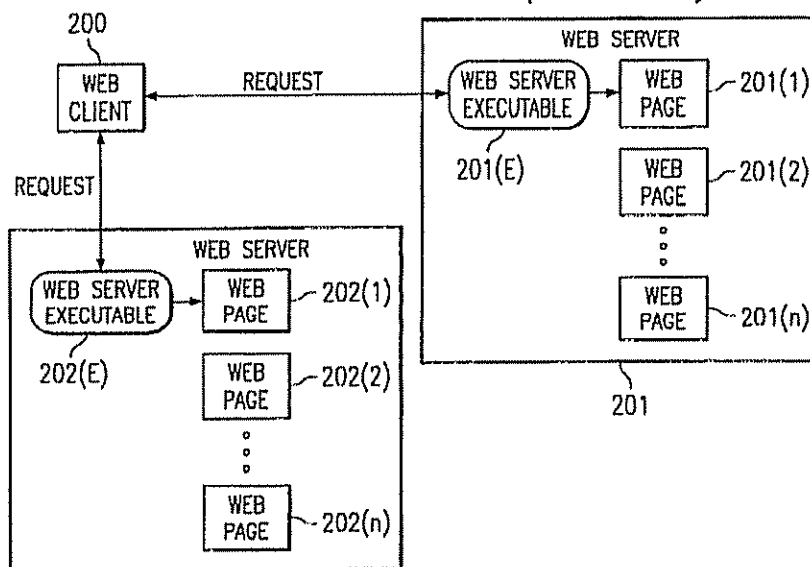 200
WEB
CLIENT
REQUEST
REQUEST
WEB SERVER
WEB SERVER
EXECUTABLE
201(E)
WEB
PAGE
201(1)
WEB
PAGE
201(2)
WEB
PAGE
201(n)
201
WEB SERVER
WEB SERVER
EXECUTABLE
202(E)
WEB
PAGE
202(1)
WEB
PAGE
202(2)
WEB
PAGE
202(n)